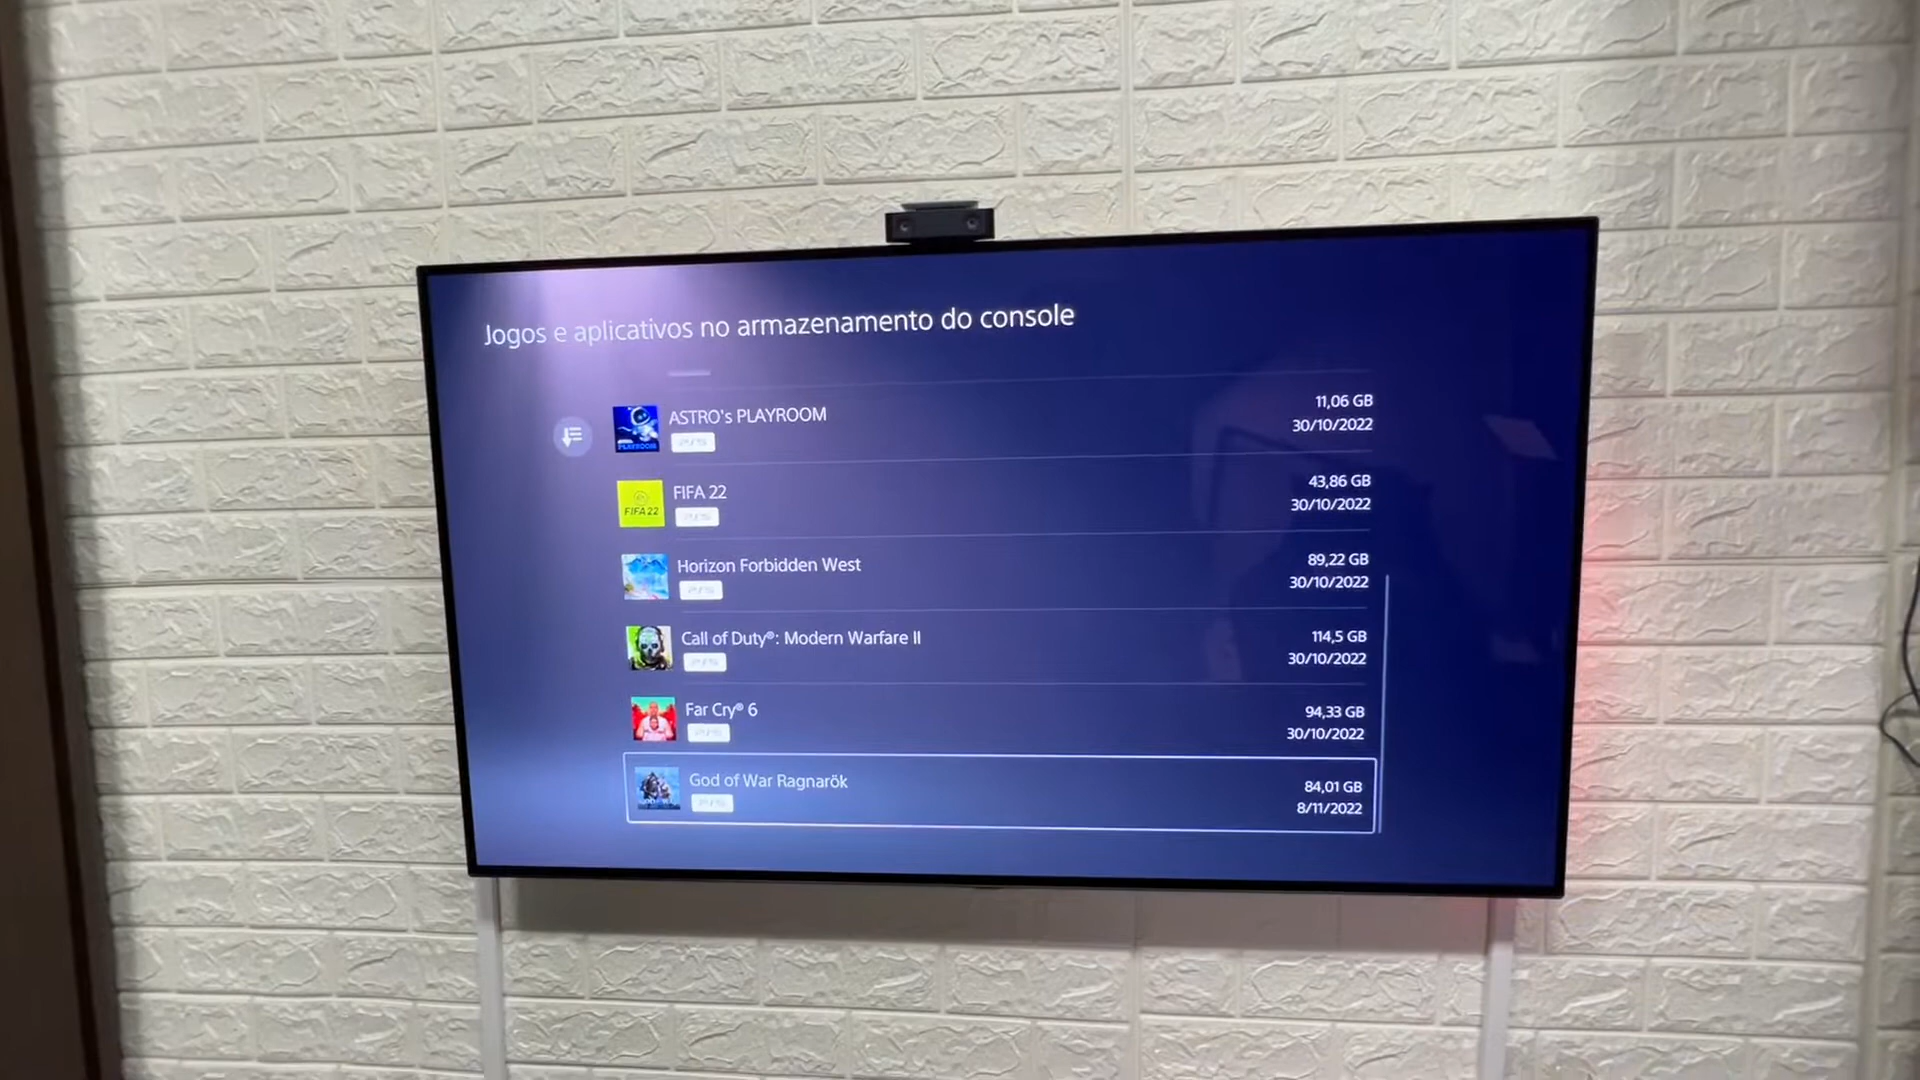 Jogos e aplicativos no armazenamento do console
ASTRO's PLAYROOM
11,06 GB
30/10/2022
PLAYROOM
FIFA 22
43,86 GB
30/10/2022
FIFA 22
Horizon Forbidden West
89,22 GB
30/10/2022
Call of Duty®: Modern Warfare II
114,5 GB
30/10/2022
Far Cry® 6
94,33 GB
30/10/2022
God of War Ragnarök
84,01 GB
8/11/2022